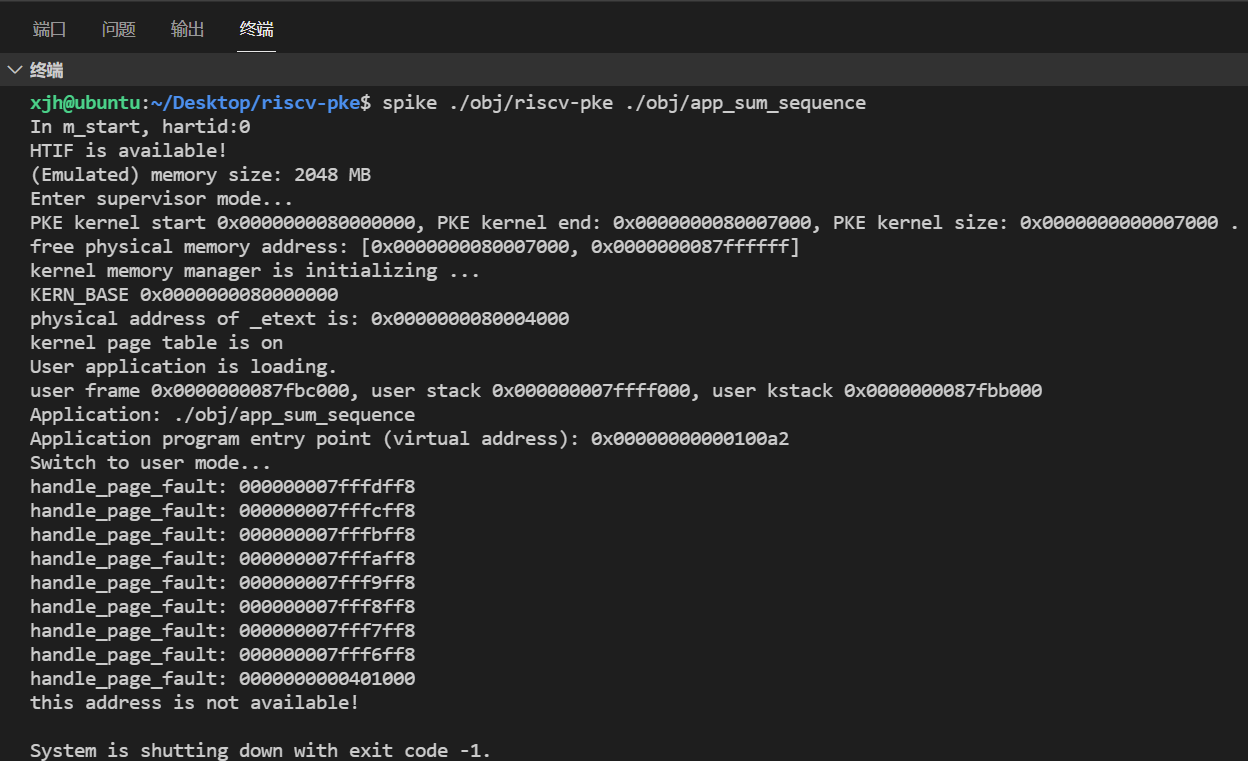 端口 问题 输出 终端
终端
xjh@ubuntu:~/Desktop/riscv-pke$ spike ./obj/riscv-pke ./obj/app_sum_sequence
In m_start, hartid:0
HTIF is available!
(Emulated) memory size: 2048 MB
Enter supervisor mode...
PKE kernel start 0x0000000080000000, PKE kernel end: 0x0000000080007000, PKE kernel size: 0x0000000000007000 .
free physical memory address: [0x0000000080007000, 0x0000000087ffffff]
kernel memory manager is initializing ...
KERN_BASE 0x0000000080000000
physical address of _etext is: 0x0000000080004000
kernel page table is on
User application is loading.
user frame 0x0000000087fbc000, user stack 0x000000007ffff000, user kstack 0x0000000087fbb000
Application: ./obj/app_sum_sequence
Application program entry point (virtual address): 0x00000000000100a2
Switch to user mode...
handle_page_fault: 000000007fffdff8
handle_page_fault: 000000007fffcff8
handle_page_fault: 000000007fffbff8
handle_page_fault: 000000007fffaff8
handle_page_fault: 000000007fff9ff8
handle_page_fault: 000000007fff8ff8
handle_page_fault: 000000007fff7ff8
handle_page_fault: 000000007fff6ff8
handle_page_fault: 0000000000401000
this address is not available!
System is shutting down with exit code -1.